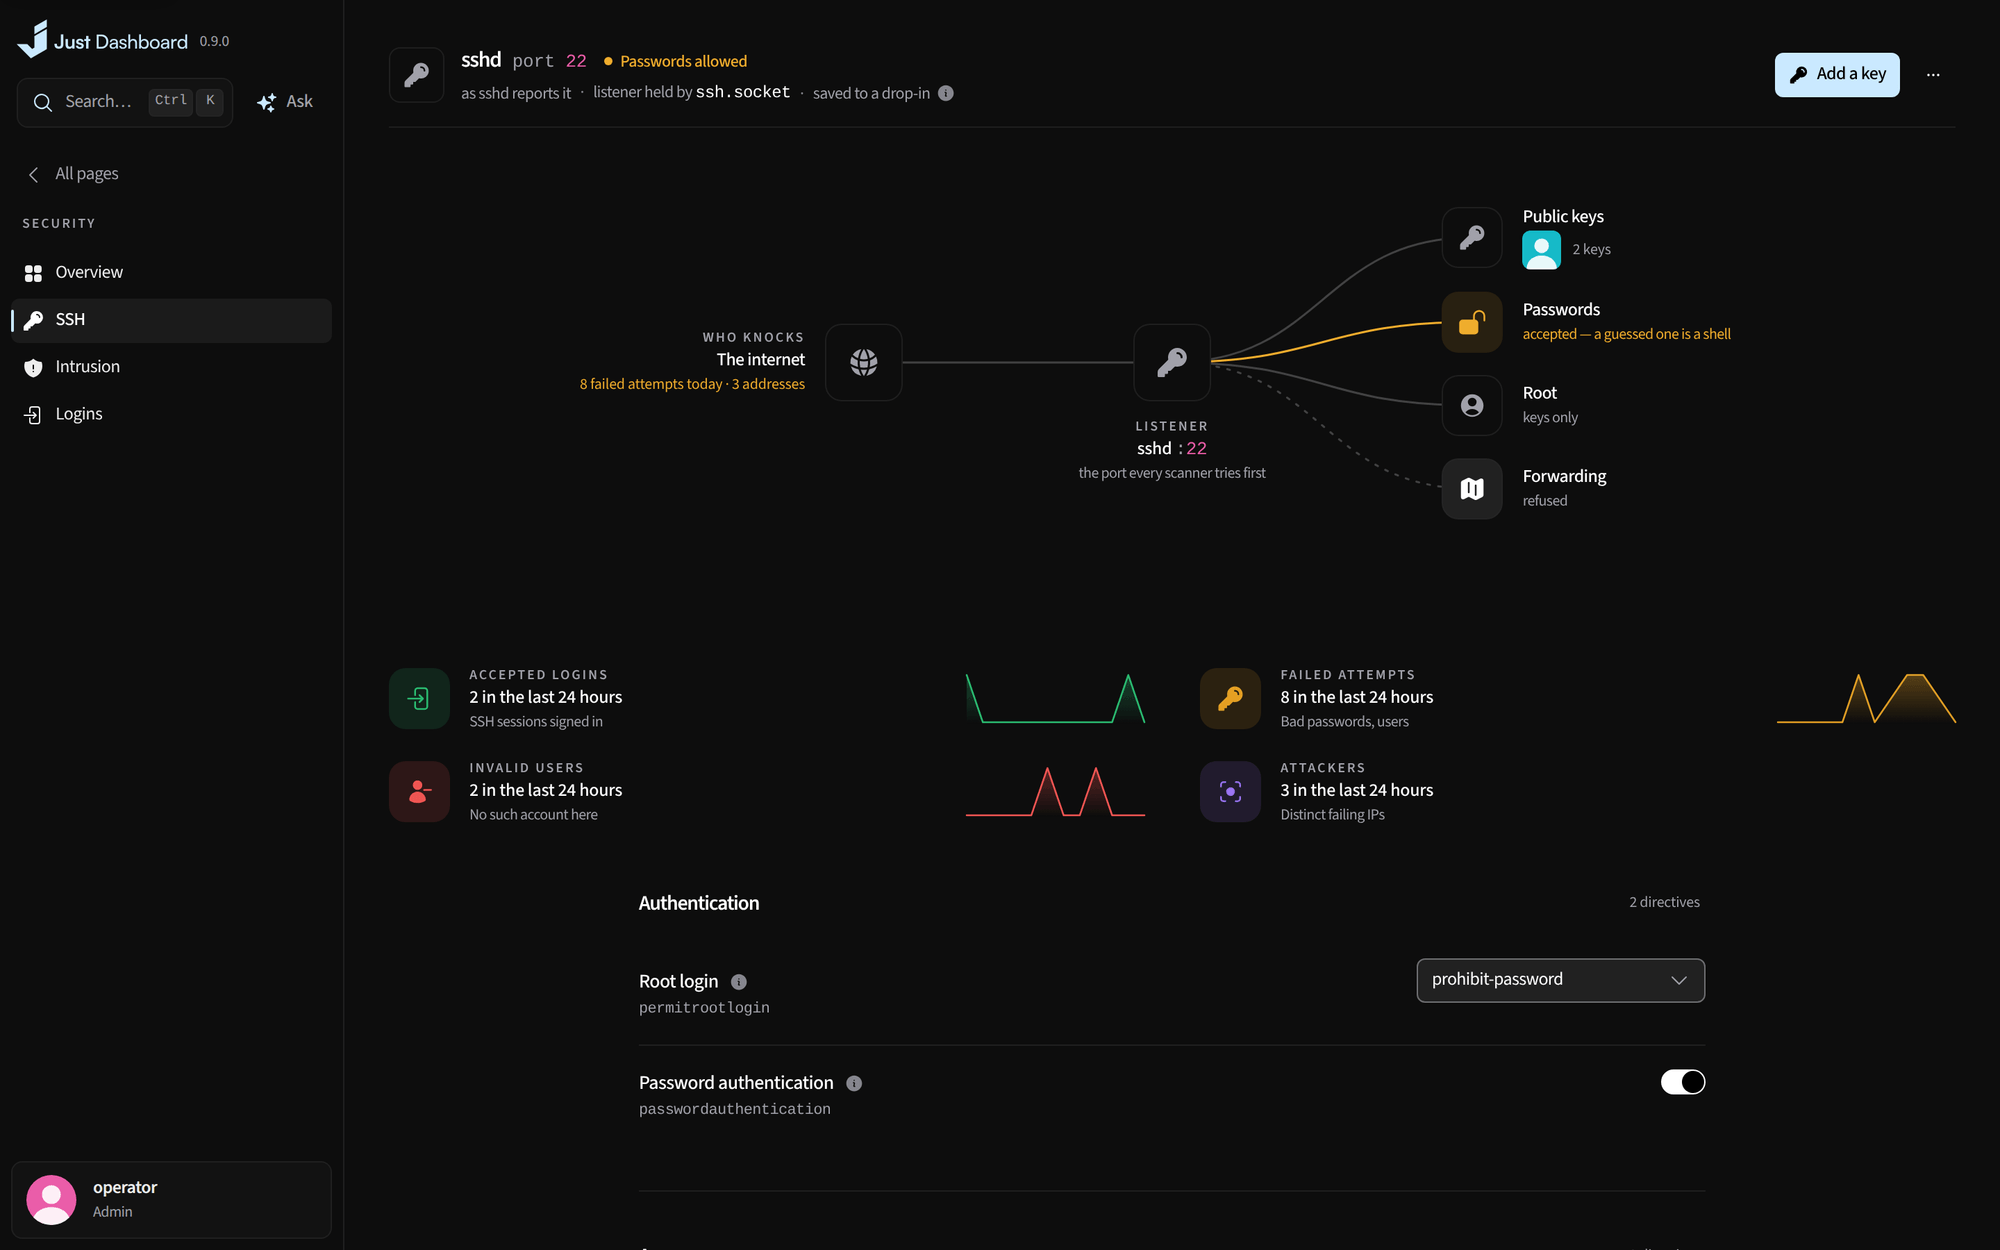 Just Dashboard 0.9.0
Search... Ctrl K
Ask
All pages
SECURITY
Overview
SSH
Intrusion
Logins
operator
Admin
sshd port 22 Passwords allowed
as sshd reports it · listener held by ssh.socket · saved to a drop-in
Add a key
WHO KNOCKS
The internet
8 failed attempts today · 3 addresses
LISTENER
sshd :22
the port every scanner tries first
Public keys
2 keys
Passwords
accepted — a guessed one is a shell
Root
keys only
Forwarding
refused
ACCEPTED LOGINS
2 in the last 24 hours
SSH sessions signed in
FAILED ATTEMPTS
8 in the last 24 hours
Bad passwords, users
INVALID USERS
2 in the last 24 hours
No such account here
ATTACKERS
3 in the last 24 hours
Distinct failing IPs
Authentication
2 directives
Root login
permitrootlogin
prohibit-password
Password authentication
passwordauthentication